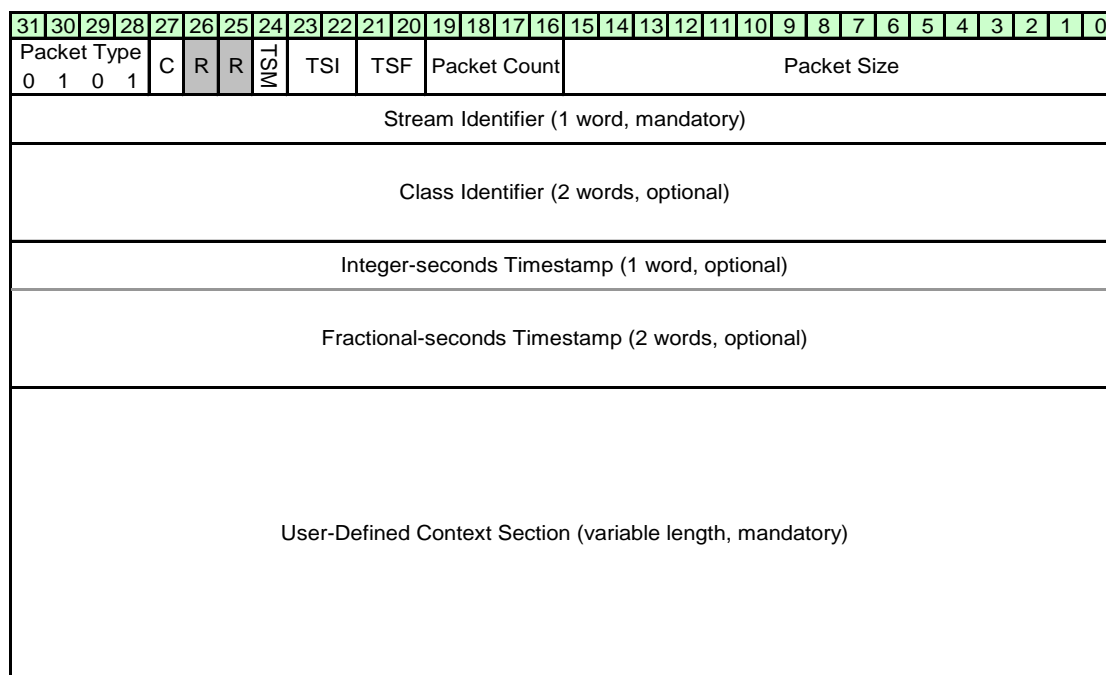 31 30 29 28 27 26 25 24 23 22 21 20 19 18 17 16 15 14 13 12 11 10 9 8 7 6 5 4 3 2 1 0
Packet Type
0 1 0 1
C R R TSM TSI TSF Packet Count Packet Size
Stream Identifier (1 word, mandatory)
Class Identifier (2 words, optional)
Integer-seconds Timestamp (1 word, optional)
Fractional-seconds Timestamp (2 words, optional)
User-Defined Context Section (variable length, mandatory)